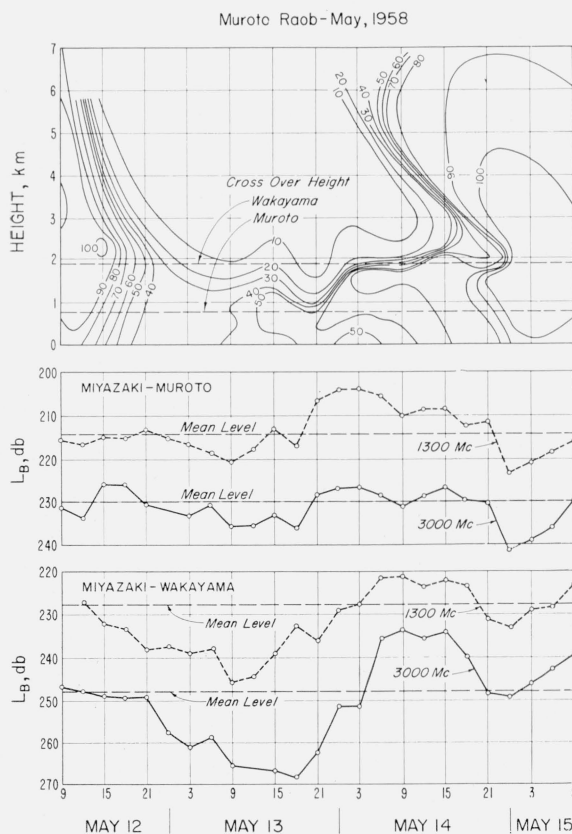 Muroto Raob-May, 1958
HEIGHT, km
7
6
5
4
3
2
1
0
Cross Over Height
Wakayama
Muroto
100
90
80
70
60
50
40
10
20
30
40
50
50
20
10
40
30
50
70
60
80
90
100
L_B, db
200
210
220
230
240
MIYAZAKI-MUROTO
Mean Level
1300 Mc
Mean Level
3000 Mc
L_B, db
220
230
240
250
260
270
MIYAZAKI-WAKAYAMA
Mean Level
1300 Mc
Mean Level
3000 Mc
9 15 21 3 9 15 21 3 9 15 21 3
MAY 12 MAY 13 MAY 14 MAY 15